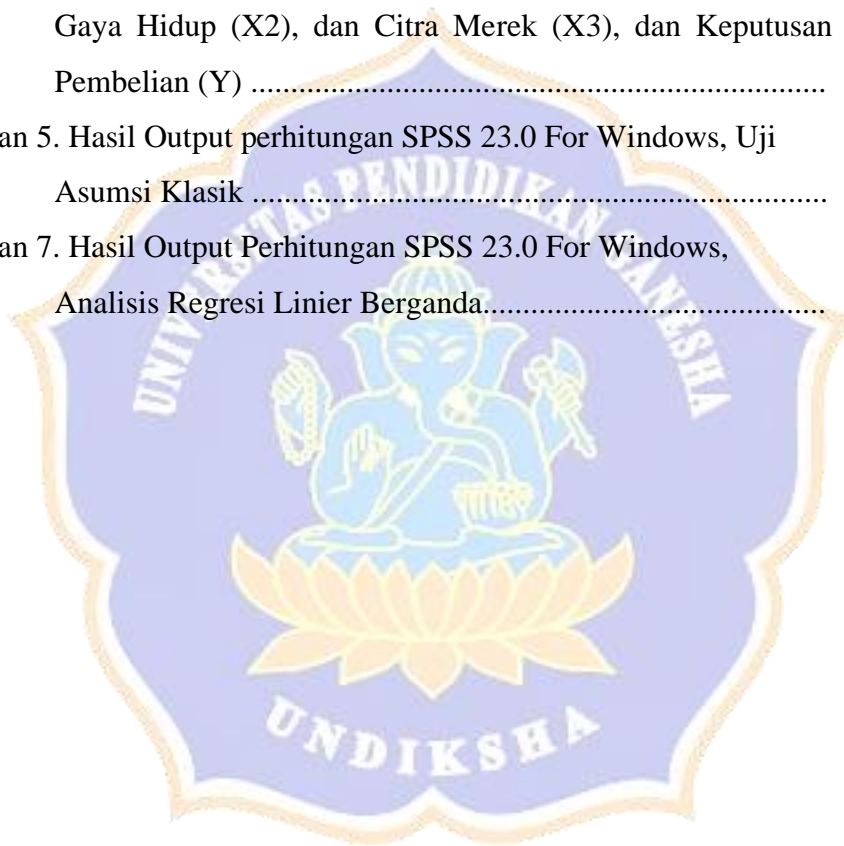 Gaya Hidup (X2), dan Citra Merek (X3), dan Keputusan
Pembelian (Y) ........................................................................
an 5. Hasil Output perhitungan SPSS 23.0 For Windows, Uji
Asumsi Klasik ........................................................................
an 7. Hasil Output Perhitungan SPSS 23.0 For Windows,
Analisis Regresi Linier Berganda...........................................
UNIVERSITAS PENDIDIKAN GANESHA
UNDIKSHA